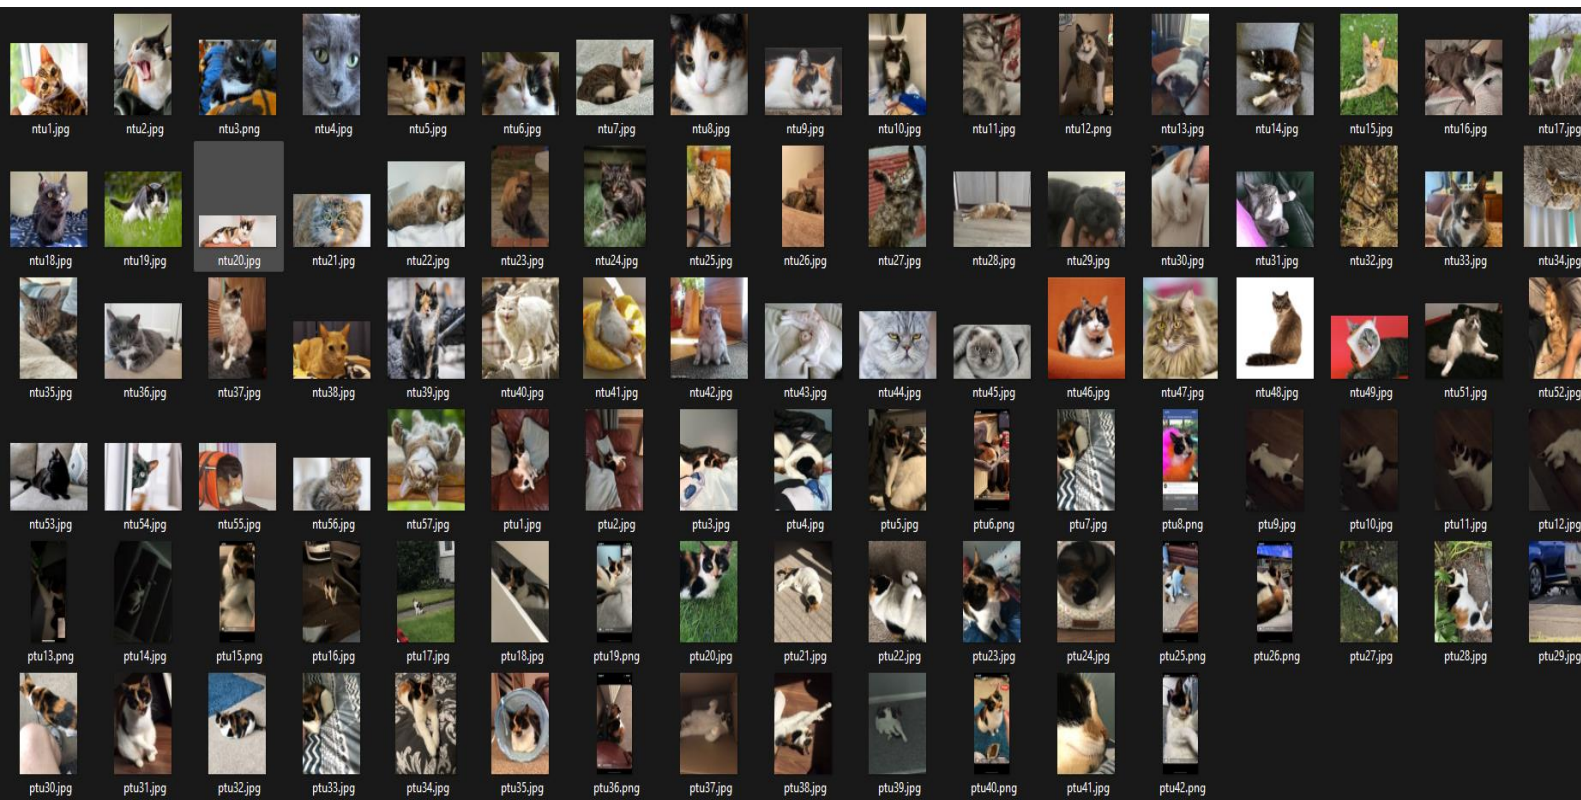 ntu1.jpg ntu2.jpg ntu3.png ntu4.jpg ntu5.jpg ntu6.jpg ntu7.jpg ntu8.jpg ntu9.jpg ntu10.jpg ntu11.jpg ntu12.png ntu13.jpg ntu14.jpg ntu15.jpg ntu16.jpg ntu17.jpg
ntu18.jpg ntu19.jpg ntu20.jpg ntu21.jpg ntu22.jpg ntu23.jpg ntu24.jpg ntu25.jpg ntu26.jpg ntu27.jpg ntu28.jpg ntu29.jpg ntu30.jpg ntu31.jpg ntu32.jpg ntu33.jpg ntu34.jpg
ntu35.jpg ntu36.jpg ntu37.jpg ntu38.jpg ntu39.jpg ntu40.jpg ntu41.jpg ntu42.jpg ntu43.jpg ntu44.jpg ntu45.jpg ntu46.jpg ntu47.jpg ntu48.jpg ntu49.jpg ntu51.jpg ntu52.jpg
ntu53.jpg ntu54.jpg ntu55.jpg ntu56.jpg ntu57.jpg ptu1.jpg ptu2.jpg ptu3.jpg ptu4.jpg ptu5.jpg ptu6.png ptu7.jpg ptu8.png ptu9.jpg ptu10.jpg ptu11.jpg ptu12.jpg
ptu13.png ptu14.jpg ptu15.png ptu16.jpg ptu17.jpg ptu18.jpg ptu19.png ptu20.jpg ptu21.jpg ptu22.jpg ptu23.jpg ptu24.jpg ptu25.png ptu26.png ptu27.jpg ptu28.jpg ptu29.jpg
ptu30.jpg ptu31.jpg ptu32.jpg ptu33.jpg ptu34.jpg ptu35.jpg ptu36.png ptu37.jpg ptu38.jpg ptu39.jpg ptu40.png ptu41.jpg ptu42.png